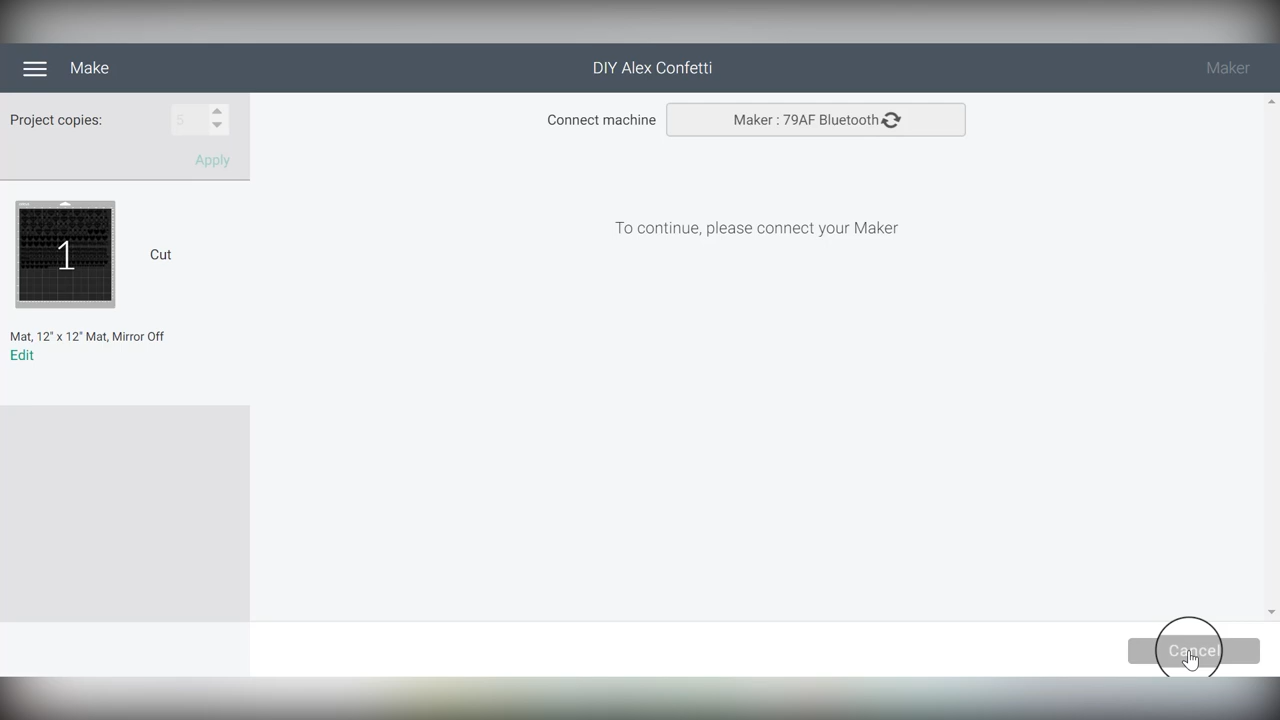 Make
DIY Alex Confetti
Maker
Project copies:
5
Apply
Connect machine
Maker : 79AF Bluetooth
To continue, please connect your Maker
1
Cut
Mat, 12" x 12" Mat, Mirror Off
Edit
Cancel